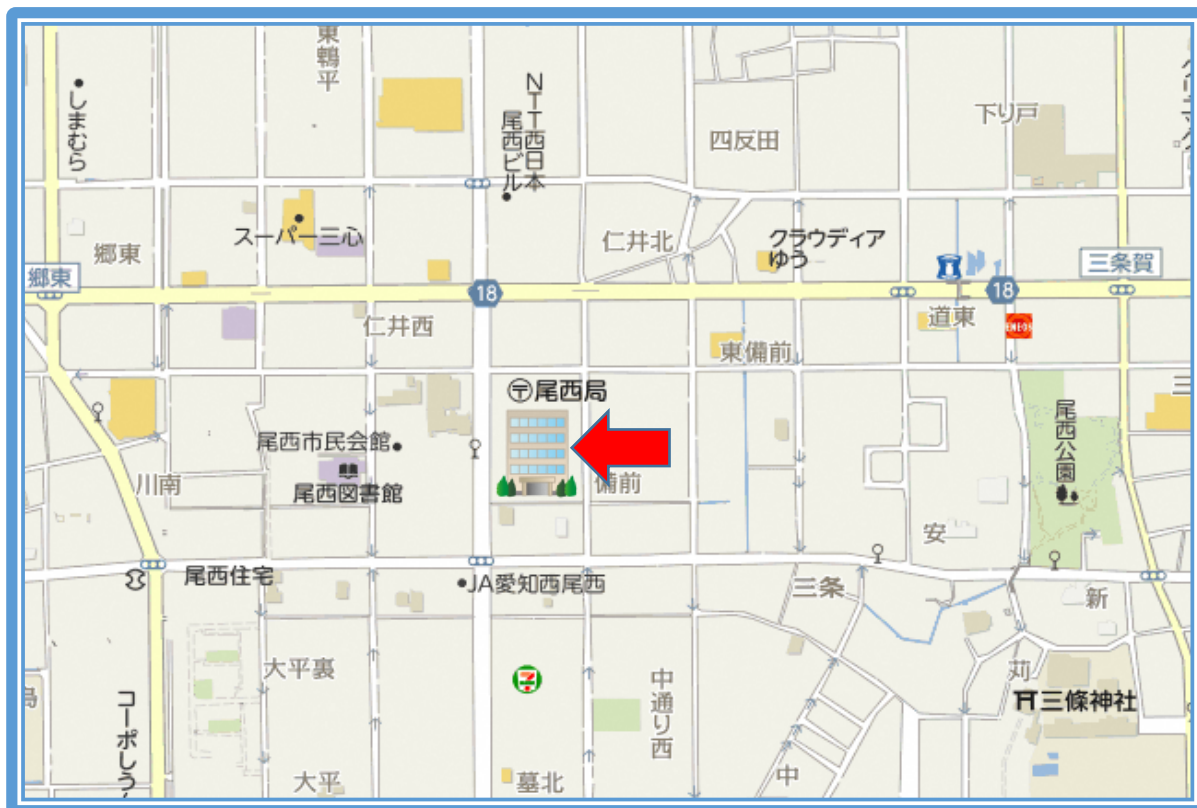 東鵯平
しまむら
NTT西日本
尾西ビル
四反田
下り戸
スーパー三心
郷東
仁井北
クラウディア
ゆう
三条賀
郷東
18
18
仁井西
道東
ENEOS
東備前
尾西局
尾西公園
三
尾西市民会館
川南
尾西図書館
備前
安
尾西住宅
JA愛知西尾西
三条
新
大平裏
中通り西
苅
三條神社
コーポしう
大平
墓北
中